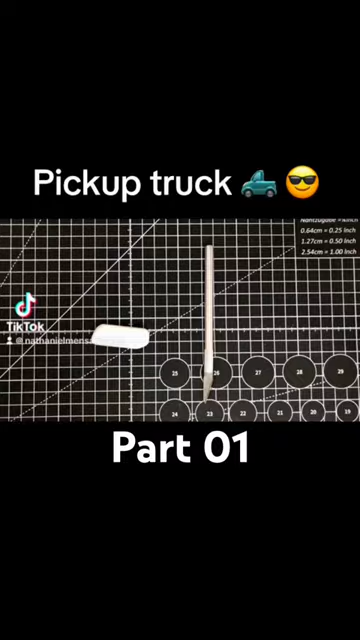 Pickup truck 🛻 😎
Nahtzugabe
0.64cm = 0.25 Inch
1.27cm = 0.50 Inch
2.54cm = 1.00 Inch
TikTok
25 26 27 28 29
24 23 22 21 20 19
Part 01